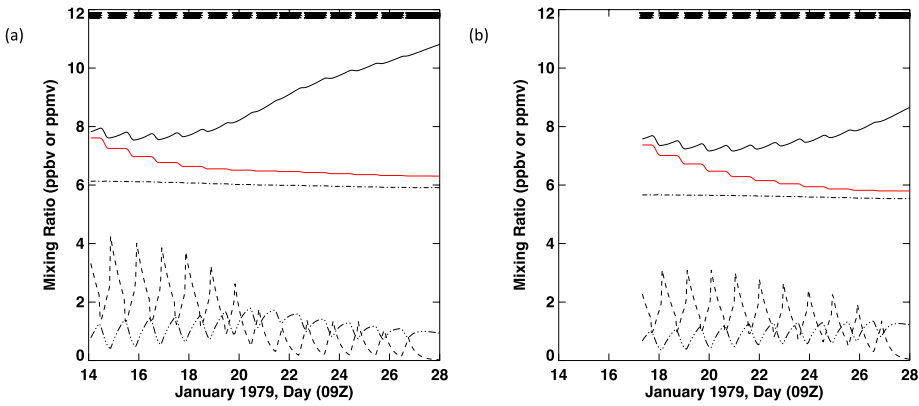 (a)
Mixing Ratio (ppbv or ppmv)
12
10
8
6
4
2
0
14 16 18 20 22 24 26 28
January 1979, Day (09Z)
(b)
Mixing Ratio (ppbv or ppmv)
12
10
8
6
4
2
0
14 16 18 20 22 24 26 28
January 1979, Day (09Z)